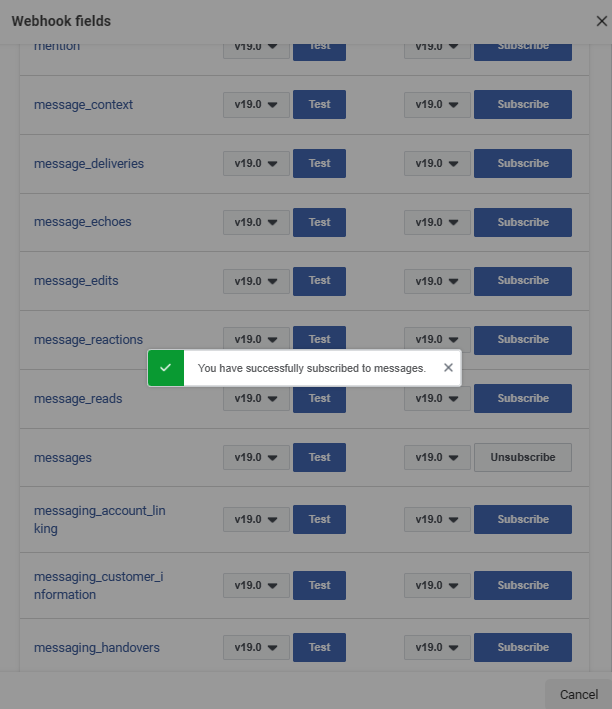 Webhook fields
mention v19.0 Test v19.0 Subscribe
message_context v19.0 Test v19.0 Subscribe
message_deliveries v19.0 Test v19.0 Subscribe
message_echoes v19.0 Test v19.0 Subscribe
message_edits v19.0 Test v19.0 Subscribe
message_reactions v19.0 Test v19.0 Subscribe
You have successfully subscribed to messages.
message_reads v19.0 Test v19.0 Subscribe
messages v19.0 Test v19.0 Unsubscribe
messaging_account_lin
king v19.0 Test v19.0 Subscribe
messaging_customer_i
nformation v19.0 Test v19.0 Subscribe
messaging_handovers v19.0 Test v19.0 Subscribe
Cancel